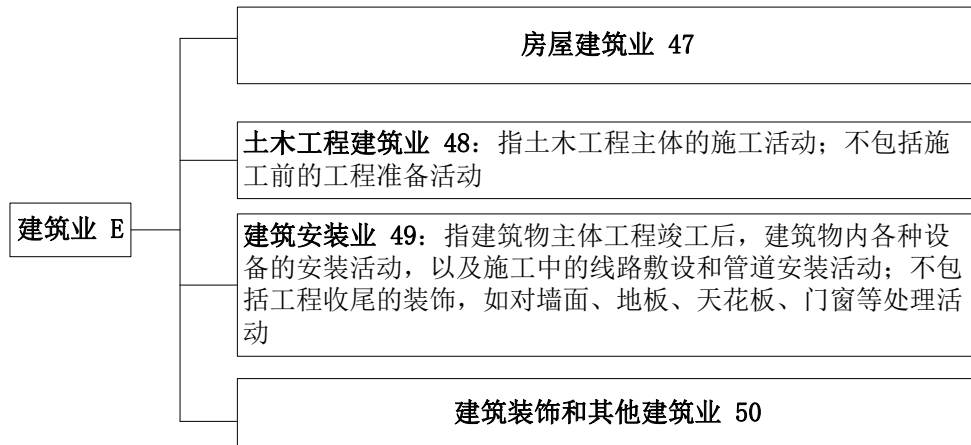 房屋建筑业 47
土木工程建筑业 48：指土木工程主体的施工活动；不包括施
工前的工程准备活动
建筑业 E
建筑安装业 49：指建筑物主体工程竣工后，建筑物内各种设
备的安装活动，以及施工中的线路敷设和管道安装活动；不包
括工程收尾的装饰，如对墙面、地板、天花板、门窗等处理活
动
建筑装饰和其他建筑业 50